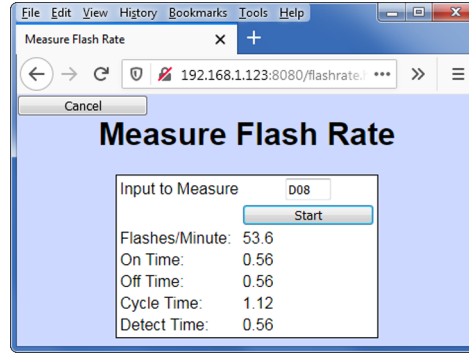 File Edit View History Bookmarks Tools Help
Measure Flash Rate
192.168.1.123:8080/flashrate.
Cancel
Measure Flash Rate
Input to Measure D08
Start
Flashes/Minute: 53.6
On Time: 0.56
Off Time: 0.56
Cycle Time: 1.12
Detect Time: 0.56